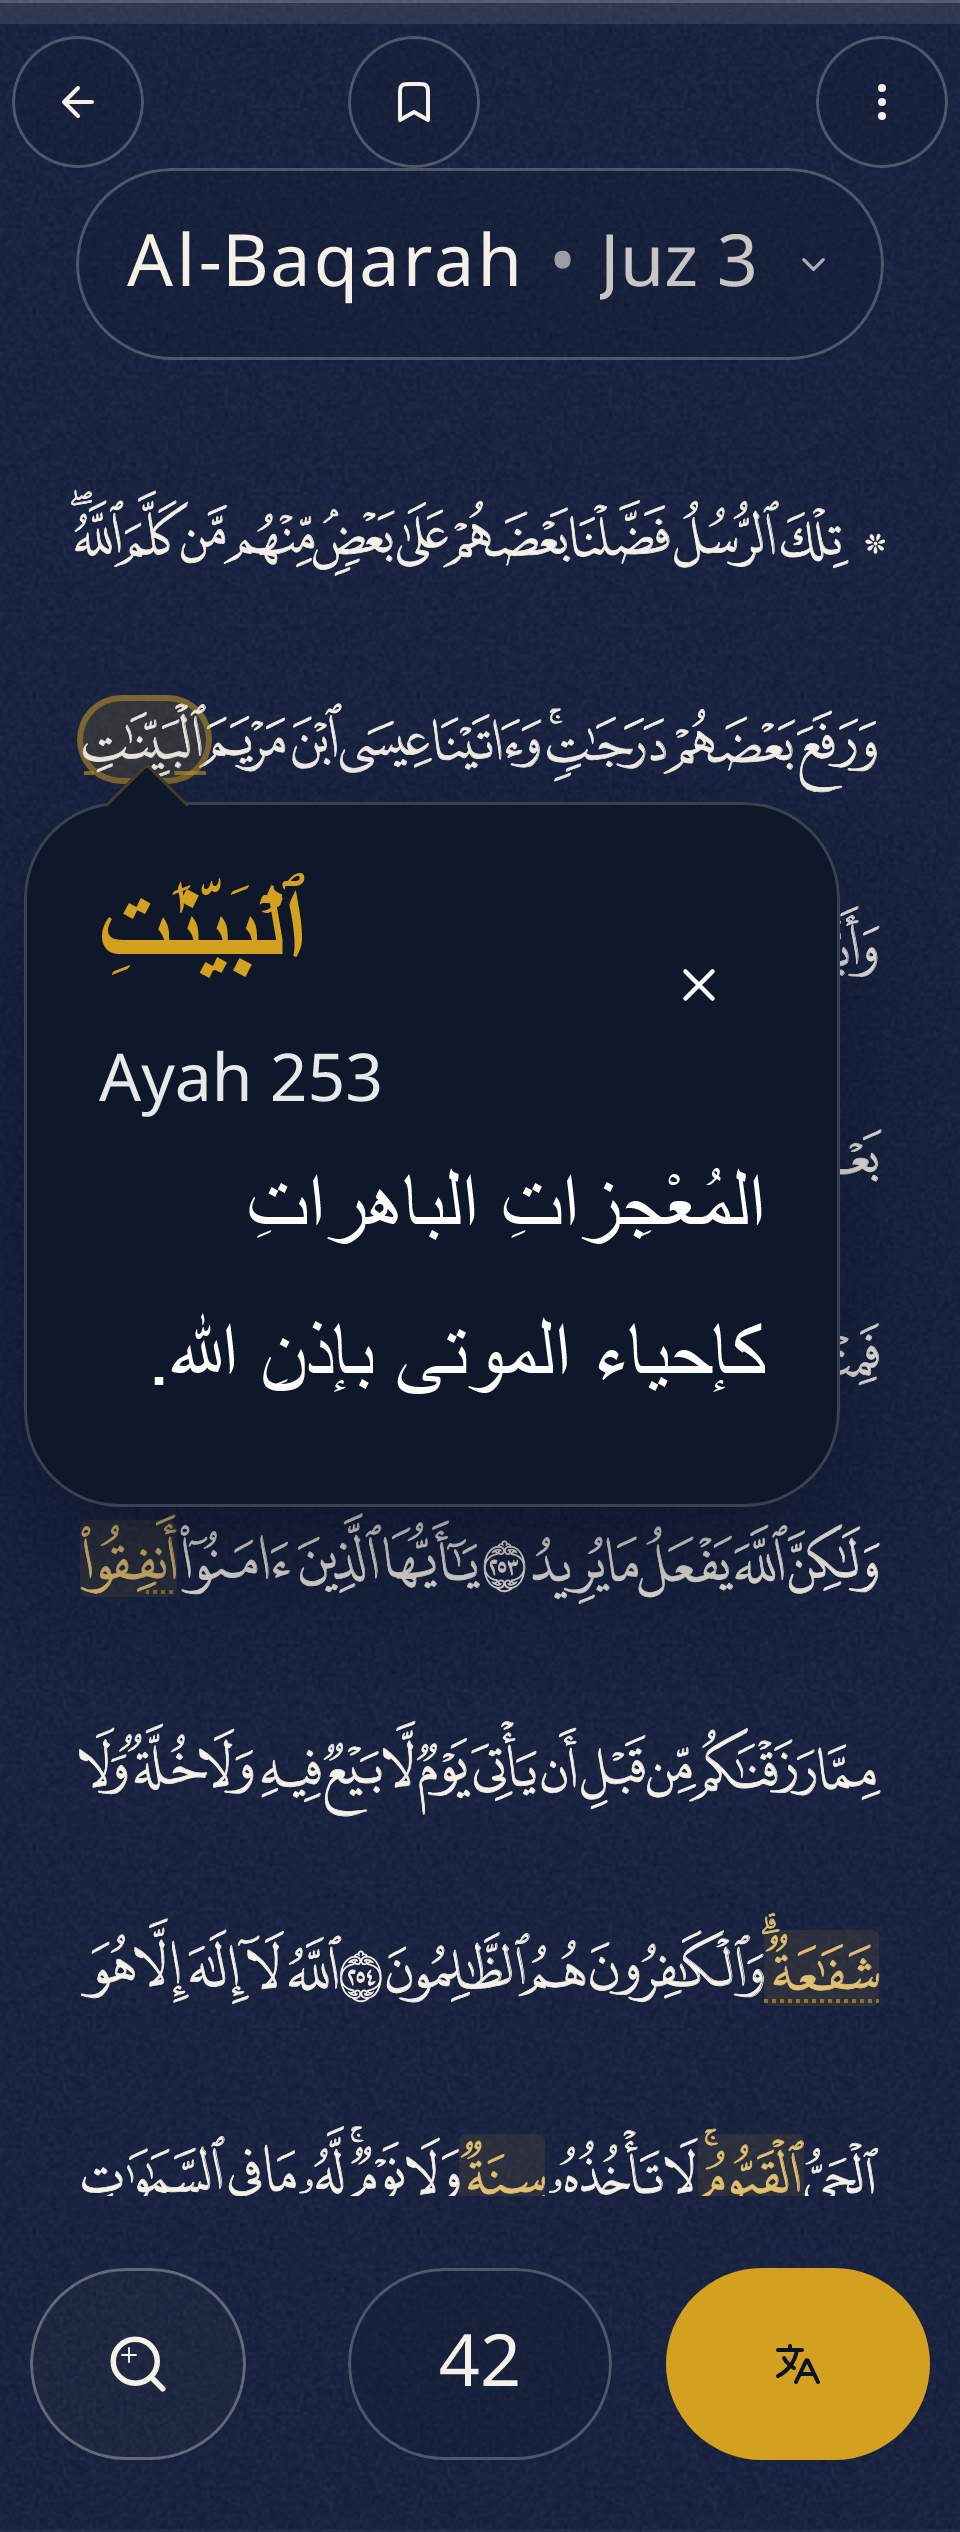 Al-Baqarah • Juz 3
۞ تِلْكَ ٱلرُّسُلُ فَضَّلْنَا بَعْضَهُمْ عَلَىٰ بَعْضٍ ۘ مِّنْهُم مَّن كَلَّمَ ٱللَّهُ ۖ
وَرَفَعَ بَعْضَهُمْ دَرَجَٰتٍ ۚ وَءَاتَيْنَا عِيسَى ٱبْنَ مَرْيَمَ ٱلْبَيِّنَٰتِ
ٱلْبَيِّنَٰتِ
Ayah 253
المُعْجِزاتِ الباهراتِ
كإحياء الموتى بإذنِ الله.
وَلَٰكِنَّ ٱللَّهَ يَفْعَلُ مَا يُرِيدُ ٢٥٣ يَٰٓأَيُّهَا ٱلَّذِينَ ءَامَنُوٓا۟ أَنفِقُوا۟
مِمَّا رَزَقْنَٰكُم مِّن قَبْلِ أَن يَأْتِىَ يَوْمٌ لَّا بَيْعٌ فِيهِ وَلَا خُلَّةٌ وَلَا
شَفَٰعَةٌ ۗ وَٱلْكَٰفِرُونَ هُمُ ٱلظَّٰلِمُونَ ٢٥٤ ٱللَّهُ لَآ إِلَٰهَ إِلَّا هُوَ
ٱلْحَىُّ ٱلْقَيُّومُ ۚ لَا تَأْخُذُهُۥ سِنَةٌ وَلَا نَوْمٌ ۚ لَّهُۥ مَا فِى ٱلسَّمَٰوَٰتِ
42